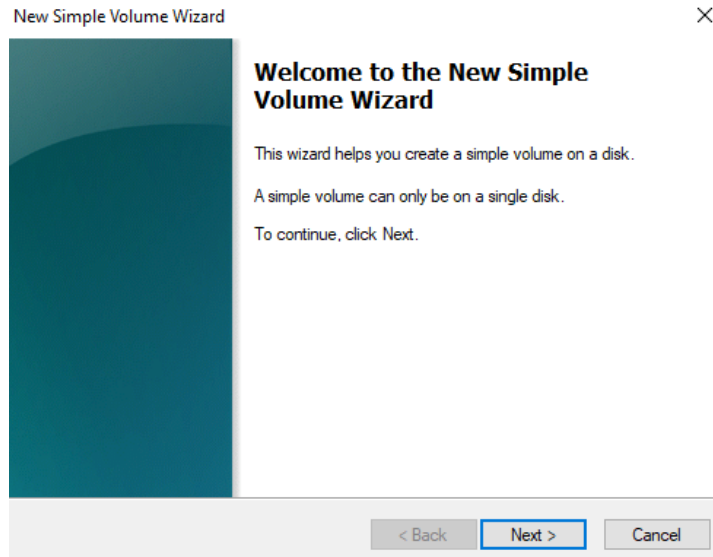 New Simple Volume Wizard
Welcome to the New Simple
Volume Wizard
This wizard helps you create a simple volume on a disk.
A simple volume can only be on a single disk.
To continue, click Next.
< Back
Next >
Cancel